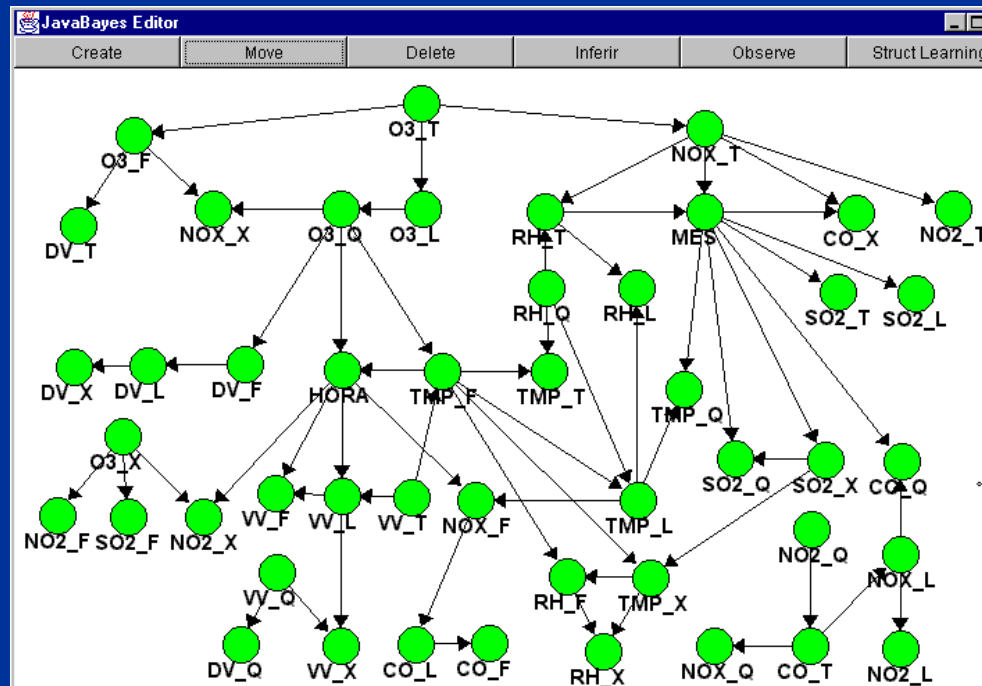 JavaBayes Editor
Create Move Delete Inferir Observe Struct Learning
O3_T
O3_F NOX_T
DV_T NOX_X O3_Q O3_L RH_T MES CO_X NO2_T
RH_Q RH_L SO2_T SO2_L
DV_X DV_L DV_F HORA TMP_F TMP_T
TMP_Q
O3_X
SO2_Q SO2_X CO_Q
NO2_F SO2_F NO2_X VV_F VV_L VV_T NOX_F TMP_L
NO2_Q
VV_Q RH_F TMP_X NOX_L
DV_Q VV_X CO_L CO_F RH_X NOX_Q CO_T NO2_L